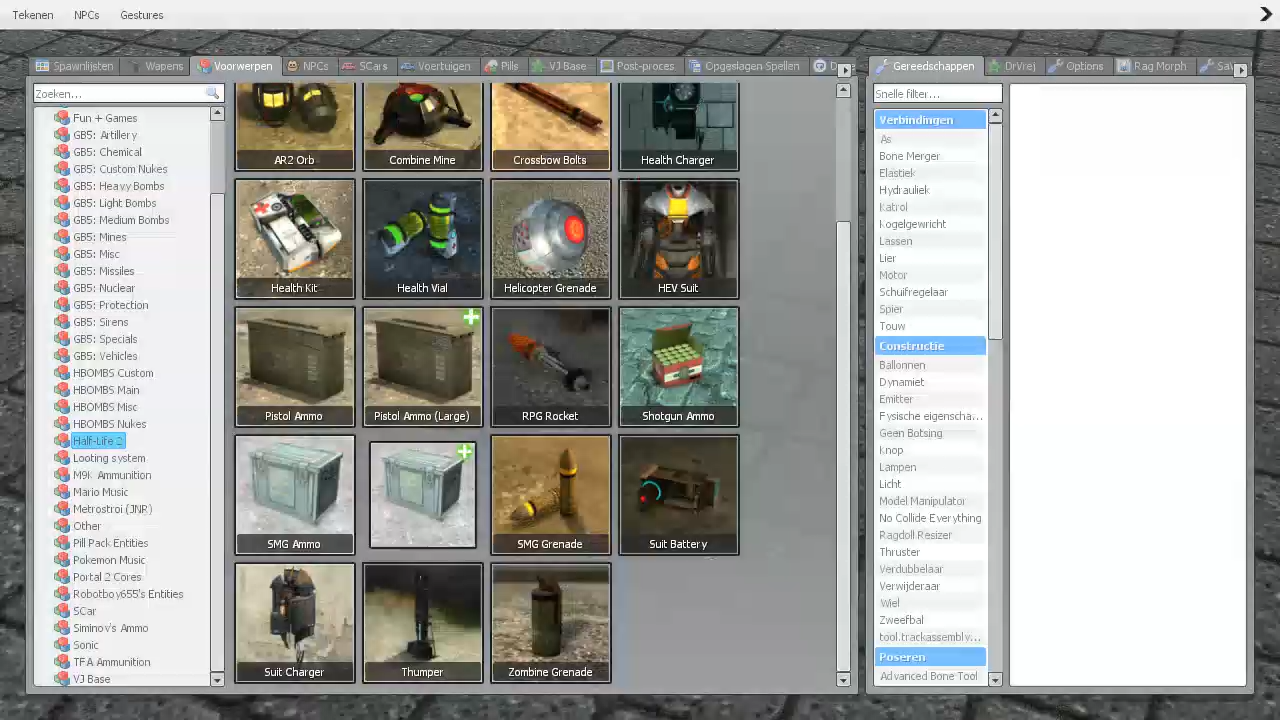 Tekenen NPCs Gestures
Spawnlijsten Wapens Voorwerpen NPCs SCars Voertuigen Pills VJ Base Post-proces. Opgeslagen Spellen D
Gereedschappen DrVrej Options Rag Morph Sav
Zoeken...
Fun + Games
GB5: Artillery
GB5: Chemical
GB5: Custom Nukes
GB5: Heavy Bombs
GB5: Light Bombs
GB5: Medium Bombs
GB5: Mines
GB5: Misc
GB5: Missiles
GB5: Nuclear
GB5: Protection
GB5: Sirens
GB5: Specials
GB5: Vehicles
HBOMBS Custom
HBOMBS Main
HBOMBS Misc
HBOMBS Nukes
Half-Life 2
Looting system
M9K Ammunition
Mario Music
Metrostroi (JNR)
Other
Pill Pack Entities
Pokemon Music
Portal 2 Cores
Robotboy655's Entities
SCar
Siminov's Ammo
Sonic
TFA Ammunition
VJ Base
AR2 Orb Combine Mine Crossbow Bolts Health Charger
Health Kit Health Vial Helicopter Grenade HEV Suit
Pistol Ammo Pistol Ammo (Large) RPG Rocket Shotgun Ammo
SMG Ammo SMG Grenade Suit Battery
Suit Charger Thumper Zombine Grenade
Snelle filter...
Verbindingen
As
Bone Merger
Elastiek
Hydrauliek
Katrol
Kogelgewricht
Lassen
Lier
Motor
Schuifregelaar
Spier
Touw
Constructie
Ballonnen
Dynamiet
Emitter
Fysische eigenscha...
Geen Botsing
Knop
Lampen
Licht
Model Manipulator
No Collide Everything
Ragdoll Resizer
Thruster
Verdubbelaar
Verwijderaar
Wiel
Zweefbal
tool.trackassembly...
Poseren
Advanced Bone Tool